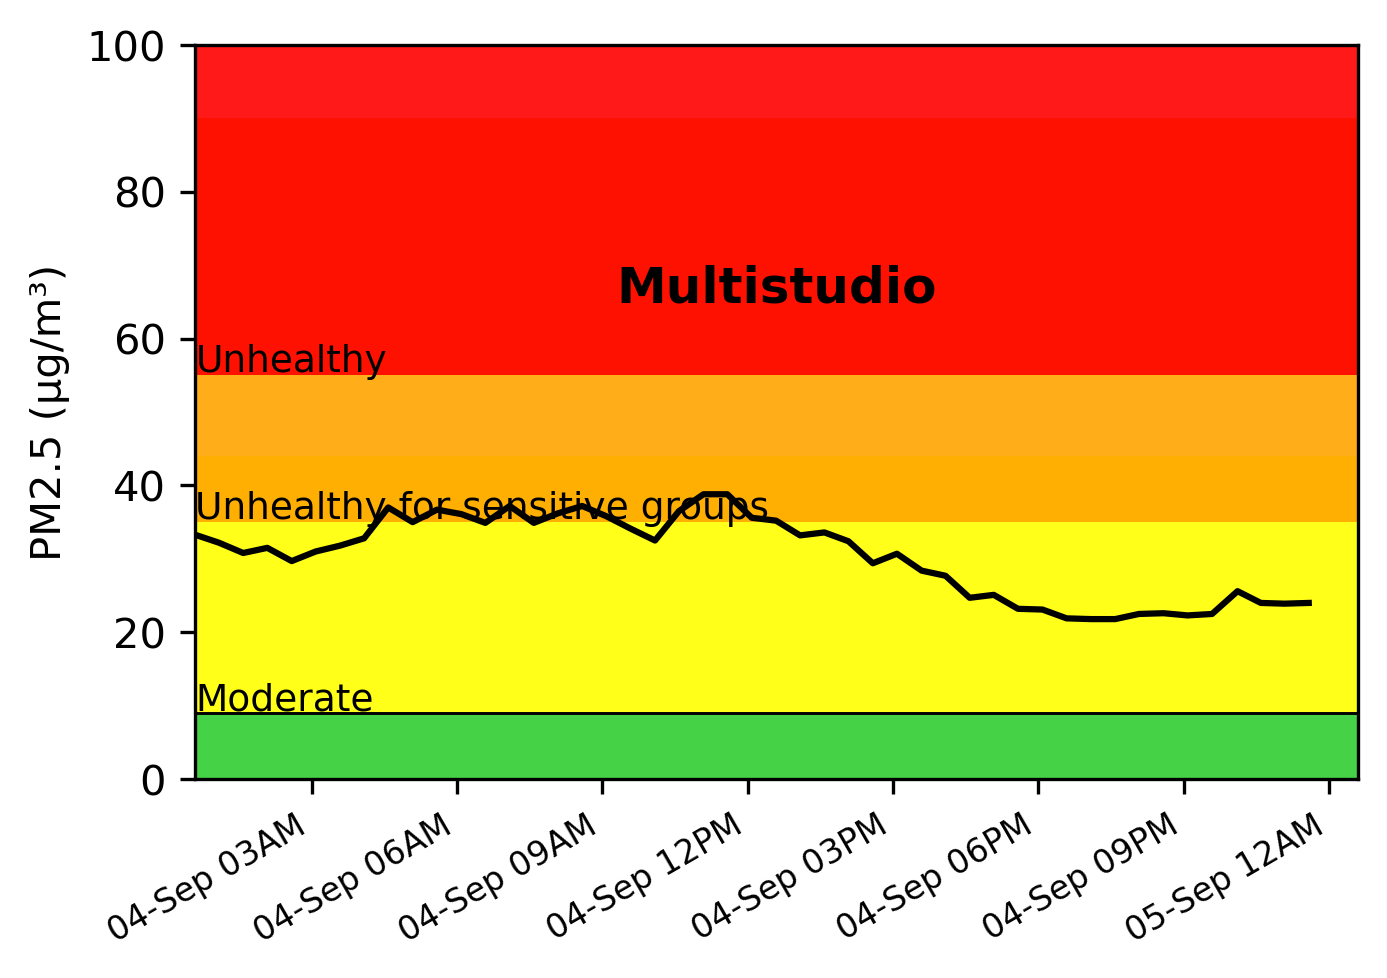 100
80
60
40
20
0
PM2.5 (µg/m³)
Multistudio
Unhealthy
Unhealthy for sensitive groups
Moderate
04-Sep 03AM
04-Sep 06AM
04-Sep 09AM
04-Sep 12PM
04-Sep 03PM
04-Sep 06PM
04-Sep 09PM
05-Sep 12AM